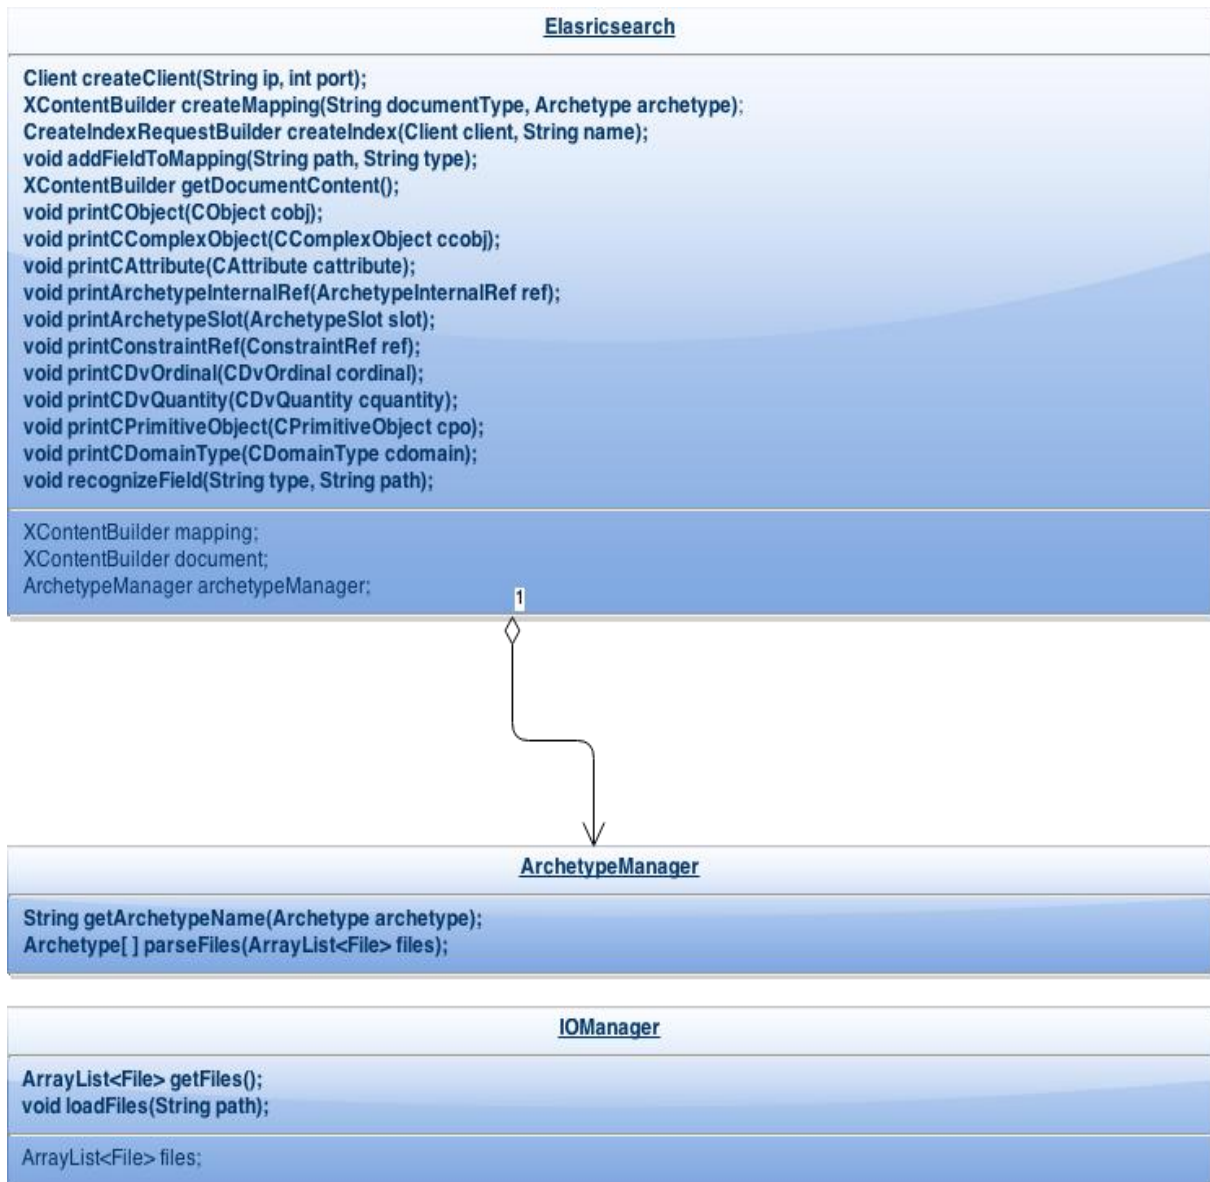 Elasricsearch
Client createClient(String ip, int port);
XContentBuilder createMapping(String documentType, Archetype archetype);
CreateIndexRequestBuilder createIndex(Client client, String name);
void addFieldToMapping(String path, String type);
XContentBuilder getDocumentContent();
void printCObject(CObject cobj);
void printCComplexObject(CComplexObject ccobj);
void printCAttribute(CAttribute cattribute);
void printArchetypeInternalRef(ArchetypeInternalRef ref);
void printArchetypeSlot(ArchetypeSlot slot);
void printConstraintRef(ConstraintRef ref);
void printCDvOrdinal(CDvOrdinal cordinal);
void printCDvQuantity(CDvQuantity cquantity);
void printCPrimitiveObject(CPrimitiveObject cpo);
void printCDomainType(CDomainType cdomain);
void recognizeField(String type, String path);
XContentBuilder mapping;
XContentBuilder document;
ArchetypeManager archetypeManager;
1
ArchetypeManager
String getArchetypeName(Archetype archetype);
Archetype[ ] parseFiles(ArrayList<File> files);
IOManager
ArrayList<File> getFiles();
void loadFiles(String path);
ArrayList<File> files;